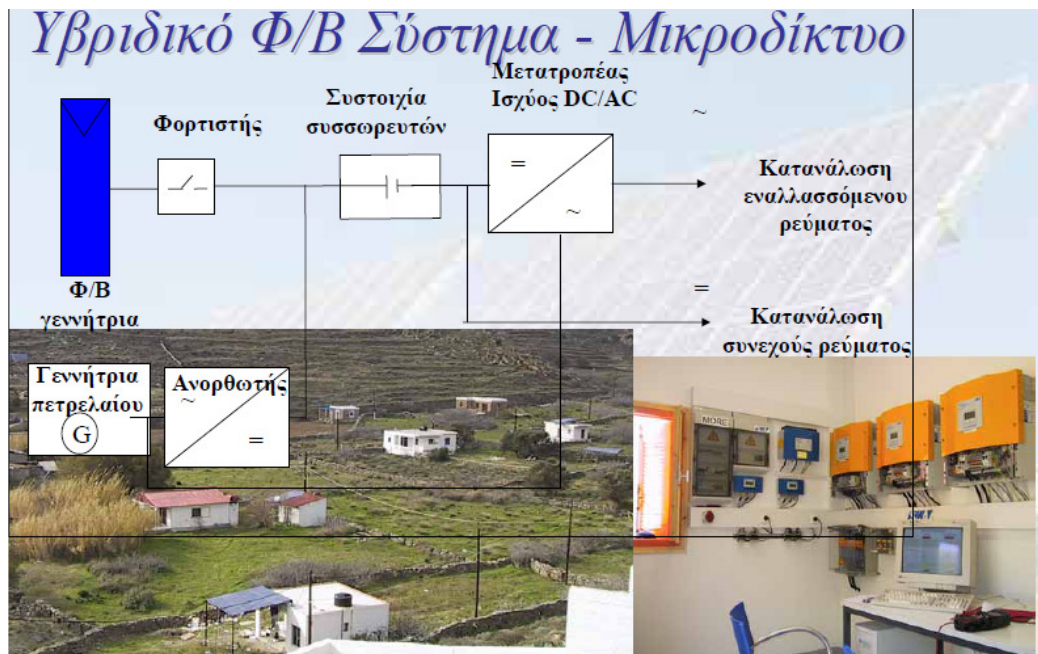 Υβριδικό Φ/Β Σύστημα - Μικροδίκτυο
Μετατροπέας
Ισχύος DC/AC
Συστοιχία
συσσωρευτών
Φορτιστής
~
=
~
Κατανάλωση
εναλλασσόμενου
ρεύματος
Φ/Β
γεννήτρια
=
Κατανάλωση
συνεχούς ρεύματος
Γεννήτρια
πετρελαίου
G
Ανορθωτής
~
=